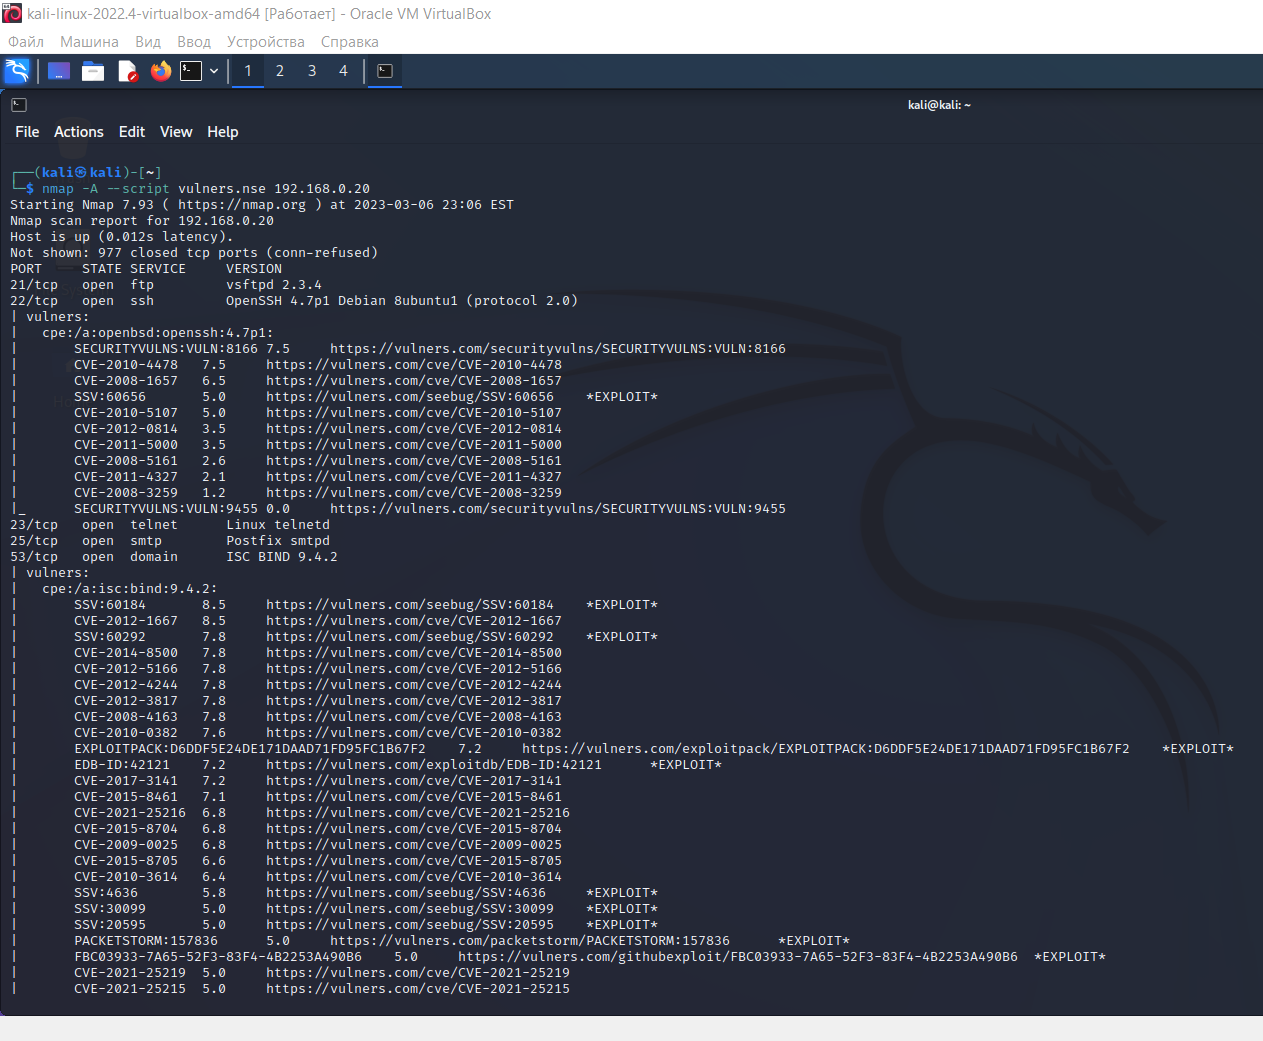 kali-linux-2022.4-virtualbox-amd64 [Работает] - Oracle VM VirtualBox
Файл Машина Вид Ввод Устройства Справка
1 2 3 4
kali@kali: ~
File Actions Edit View Help
┌──(kali㉿kali)-[~]
└─$ nmap -A --script vulners.nse 192.168.0.20
Starting Nmap 7.93 ( https://nmap.org ) at 2023-03-06 23:06 EST
Nmap scan report for 192.168.0.20
Host is up (0.012s latency).
Not shown: 977 closed tcp ports (conn-refused)
PORT     STATE SERVICE     VERSION
21/tcp   open  ftp         vsftpd 2.3.4
22/tcp   open  ssh         OpenSSH 4.7p1 Debian 8ubuntu1 (protocol 2.0)
| vulners:
|   cpe:/a:openbsd:openssh:4.7p1:
|       SECURITYVULNS:VULN:8166 7.5     https://vulners.com/securityvulns/SECURITYVULNS:VULN:8166
|       CVE-2010-4478   7.5     https://vulners.com/cve/CVE-2010-4478
|       CVE-2008-1657   6.5     https://vulners.com/cve/CVE-2008-1657
|       SSV:60656       5.0     https://vulners.com/seebug/SSV:60656    *EXPLOIT*
|       CVE-2010-5107   5.0     https://vulners.com/cve/CVE-2010-5107
|       CVE-2012-0814   3.5     https://vulners.com/cve/CVE-2012-0814
|       CVE-2011-5000   3.5     https://vulners.com/cve/CVE-2011-5000
|       CVE-2008-5161   2.6     https://vulners.com/cve/CVE-2008-5161
|       CVE-2011-4327   2.1     https://vulners.com/cve/CVE-2011-4327
|       CVE-2008-3259   1.2     https://vulners.com/cve/CVE-2008-3259
|_      SECURITYVULNS:VULN:9455 0.0     https://vulners.com/securityvulns/SECURITYVULNS:VULN:9455
23/tcp   open  telnet      Linux telnetd
25/tcp   open  smtp        Postfix smtpd
53/tcp   open  domain      ISC BIND 9.4.2
| vulners:
|   cpe:/a:isc:bind:9.4.2:
|       SSV:60184       8.5     https://vulners.com/seebug/SSV:60184    *EXPLOIT*
|       CVE-2012-1667   8.5     https://vulners.com/cve/CVE-2012-1667
|       SSV:60292       7.8     https://vulners.com/seebug/SSV:60292    *EXPLOIT*
|       CVE-2014-8500   7.8     https://vulners.com/cve/CVE-2014-8500
|       CVE-2012-5166   7.8     https://vulners.com/cve/CVE-2012-5166
|       CVE-2012-4244   7.8     https://vulners.com/cve/CVE-2012-4244
|       CVE-2012-3817   7.8     https://vulners.com/cve/CVE-2012-3817
|       CVE-2008-4163   7.8     https://vulners.com/cve/CVE-2008-4163
|       CVE-2010-0382   7.6     https://vulners.com/cve/CVE-2010-0382
|       EXPLOITPACK:D6DDF5E24DE171DAAD71FD95FC1B67F2    7.2     https://vulners.com/exploitpack/EXPLOITPACK:D6DDF5E24DE171DAAD71FD95FC1B67F2    *EXPLOIT*
|       EDB-ID:42121    7.2     https://vulners.com/exploitdb/EDB-ID:42121      *EXPLOIT*
|       CVE-2017-3141   7.2     https://vulners.com/cve/CVE-2017-3141
|       CVE-2015-8461   7.1     https://vulners.com/cve/CVE-2015-8461
|       CVE-2021-25216  6.8     https://vulners.com/cve/CVE-2021-25216
|       CVE-2015-8704   6.8     https://vulners.com/cve/CVE-2015-8704
|       CVE-2009-0025   6.8     https://vulners.com/cve/CVE-2009-0025
|       CVE-2015-8705   6.6     https://vulners.com/cve/CVE-2015-8705
|       CVE-2010-3614   6.4     https://vulners.com/cve/CVE-2010-3614
|       SSV:4636        5.8     https://vulners.com/seebug/SSV:4636     *EXPLOIT*
|       SSV:30099       5.0     https://vulners.com/seebug/SSV:30099    *EXPLOIT*
|       SSV:20595       5.0     https://vulners.com/seebug/SSV:20595    *EXPLOIT*
|       PACKETSTORM:157836      5.0     https://vulners.com/packetstorm/PACKETSTORM:157836      *EXPLOIT*
|       FBC03933-7A65-52F3-83F4-4B2253A490B6    5.0     https://vulners.com/githubexploit/FBC03933-7A65-52F3-83F4-4B2253A490B6  *EXPLOIT*
|       CVE-2021-25219  5.0     https://vulners.com/cve/CVE-2021-25219
|       CVE-2021-25215  5.0     https://vulners.com/cve/CVE-2021-25215